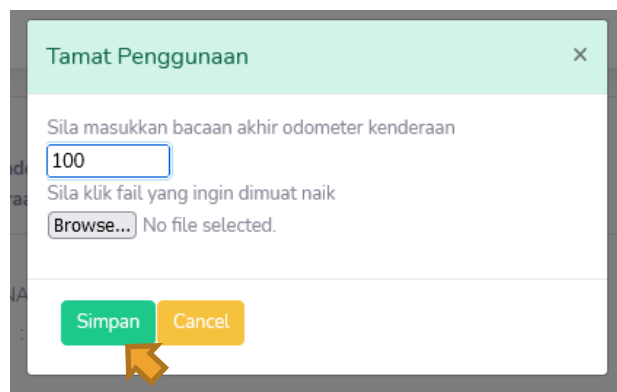 Tamat Penggunaan ×
Sila masukkan bacaan akhir odometer kenderaan
100
Sila klik fail yang ingin dimuat naik
Browse... No file selected.
Simpan Cancel